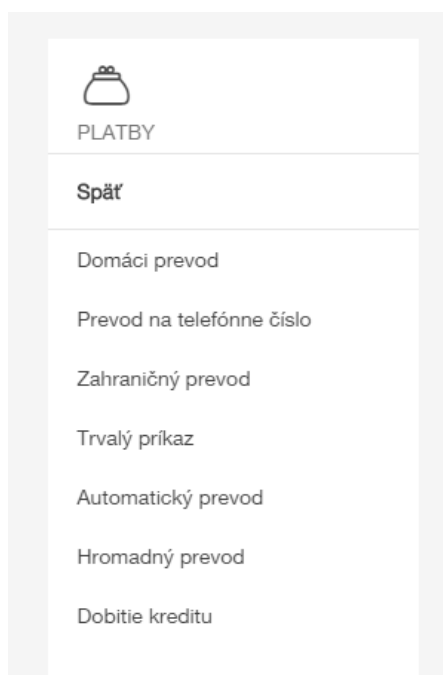 PLATBY
Späť
Domáci prevod
Prevod na telefónne číslo
Zahraničný prevod
Trvalý príkaz
Automatický prevod
Hromadný prevod
Dobitie kreditu